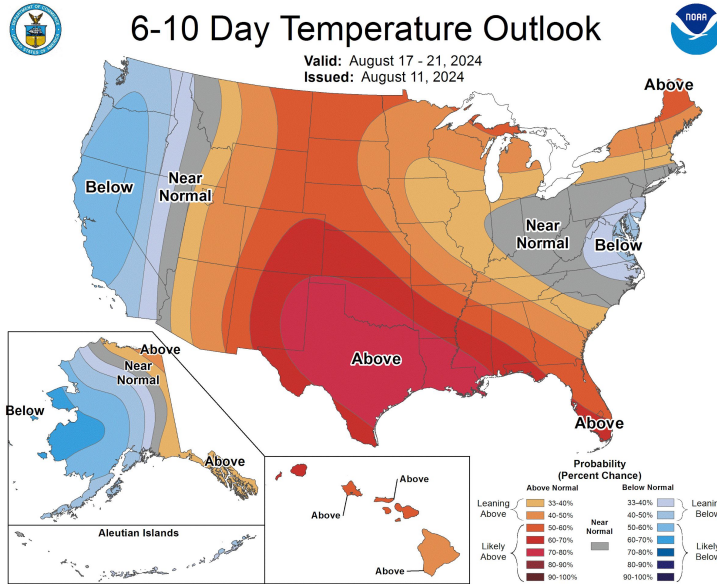 NOAA
6-10 Day Temperature Outlook
Valid: August 17 - 21, 2024
Issued: August 11, 2024
Above
Below
Near
Normal
Near
Normal
Below
Above
Above
Near
Normal
Below
Above
Above
Aleutian Islands
Above
Above
Above
Probability
(Percent Chance)
Above Normal
Below Normal
Leaning
Above
33-40%
40-50%
Likely
Above
50-60%
60-70%
70-80%
80-90%
90-100%
Near
Normal
33-40%
40-50%
50-60%
60-70%
70-80%
80-90%
90-100%
Leaning
Below
Likely
Below